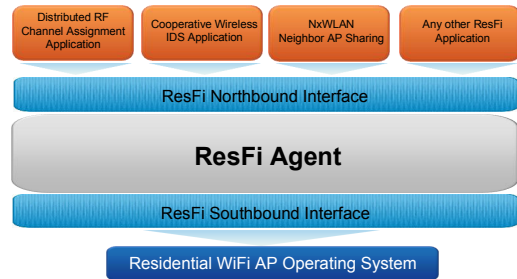 Distributed RF
Channel Assignment
Application
Cooperative Wireless
IDS Application
NxWLAN
Neighbor AP Sharing
Any other ResFi
Application
ResFi Northbound Interface
ResFi Agent
ResFi Southbound Interface
Residential WiFi AP Operating System